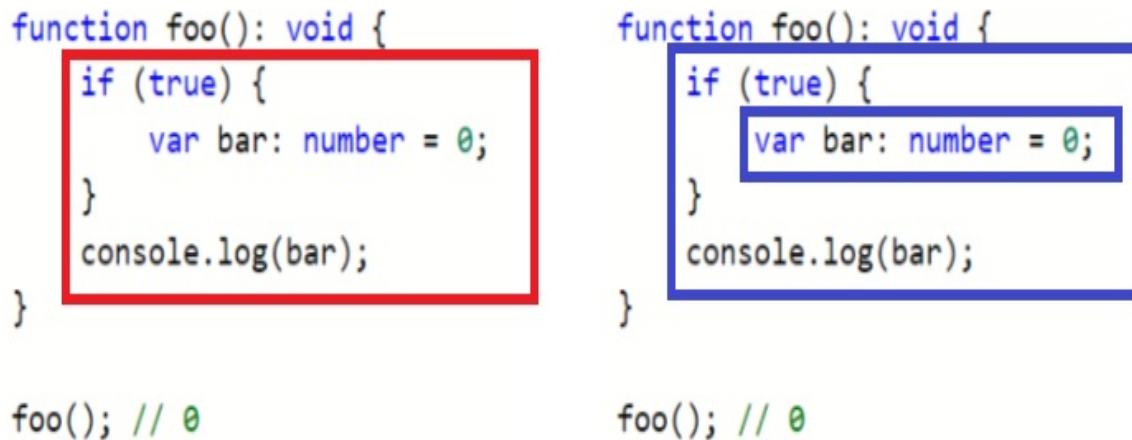 function foo(): void {
if (true) {
var bar: number = 0;
}
console.log(bar);
}
foo(); // 0
function foo(): void {
if (true) {
var bar: number = 0;
}
console.log(bar);
}
foo(); // 0